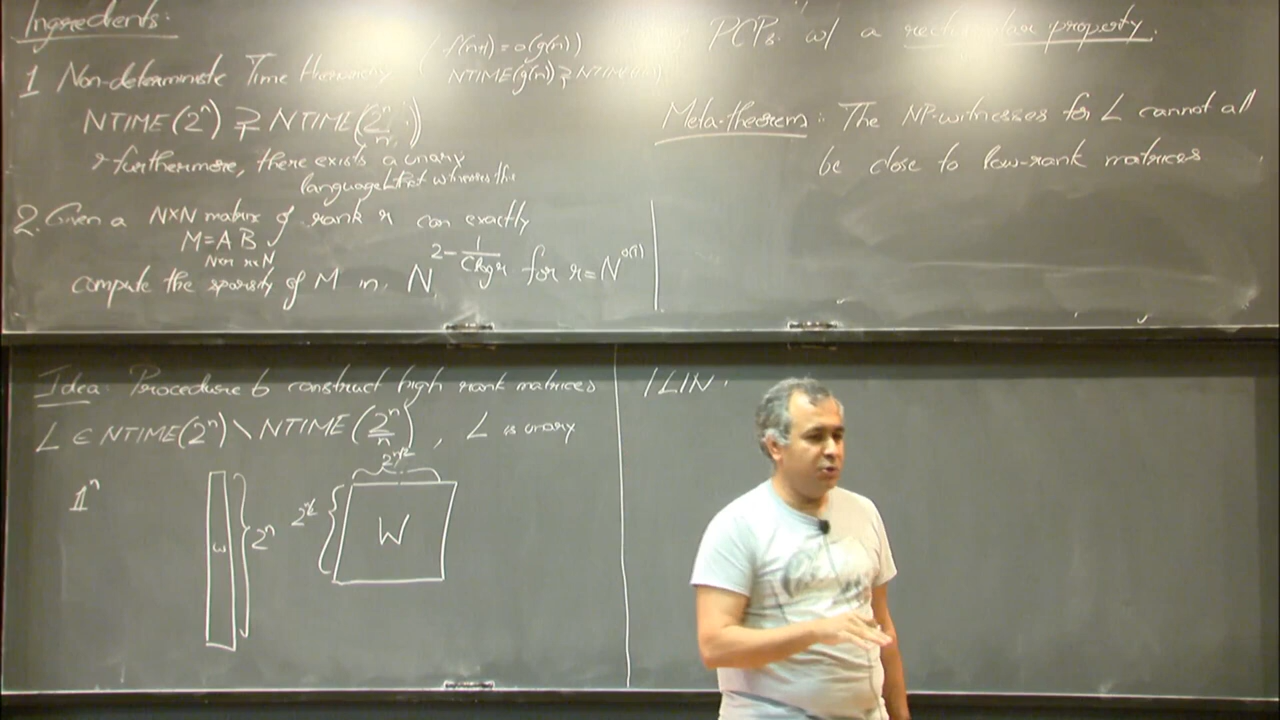 Ingredients:
1 Non-deterministic Time Hierarchy
(f(n+1) = o(g(n))
NTIME(g(n)) ⊋ NTIME(
NTIME(2^n) ⊋ NTIME(2^n/n)
& furthermore, there exists a unary
language that witnesses this
2. Given a N×N matrix of rank r can exactly
M = A B
N×r r×N
compute the sparsity of M in N^{2 - 1/(C log r)} for r = N^{o(1)}
PCPs w/ a rectangular property.
Meta-theorem: The NP-witnesses for L cannot all
be close to low-rank matrices
Idea: Procedure to construct high rank matrices
L ∈ NTIME(2^n) \ NTIME(2^n/n), L is unary
1^n
w
2^n
2^{n/2}
2^{n/2}
W
1LIN.